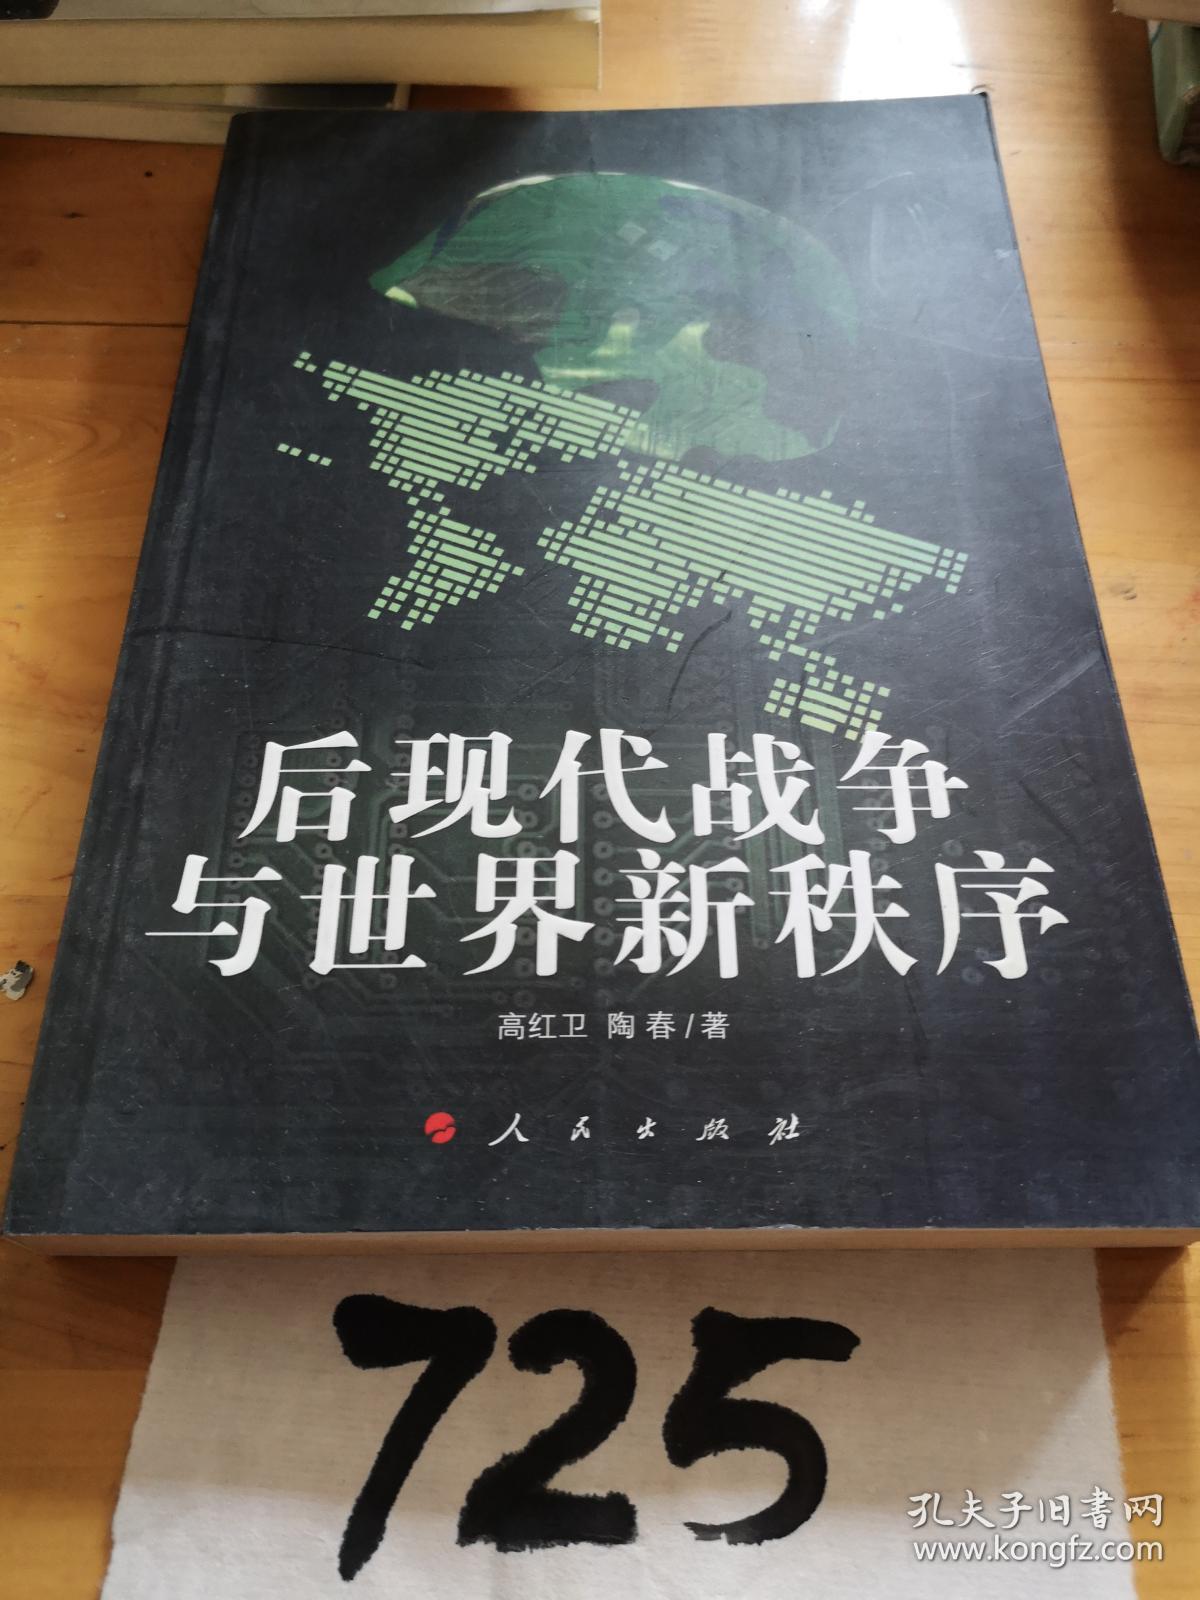 后现代战争
与世界新秩序
高红卫 陶春/著
人民出版社
725
孔夫子旧书网
www.kongfz.com